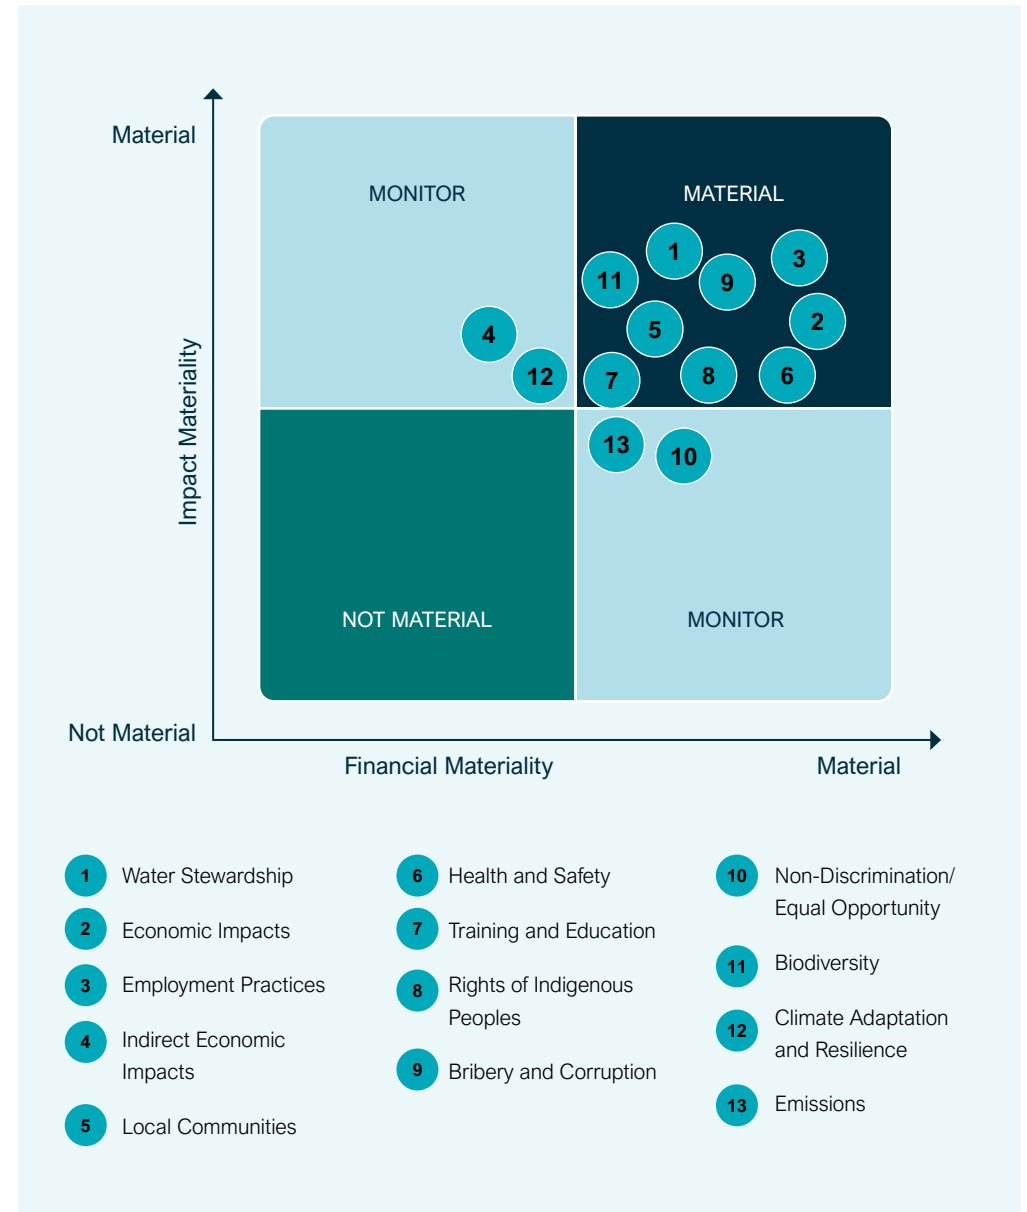 Material
MONITOR
MATERIAL
1
3
11
9
2
5
4
12
7
8
6
13
10
Impact Materiality
NOT MATERIAL
MONITOR
Not Material
Financial Materiality
Material
1 Water Stewardship
2 Economic Impacts
3 Employment Practices
4 Indirect Economic
Impacts
5 Local Communities
6 Health and Safety
7 Training and Education
8 Rights of Indigenous
Peoples
9 Bribery and Corruption
10 Non-Discrimination/
Equal Opportunity
11 Biodiversity
12 Climate Adaptation
and Resilience
13 Emissions